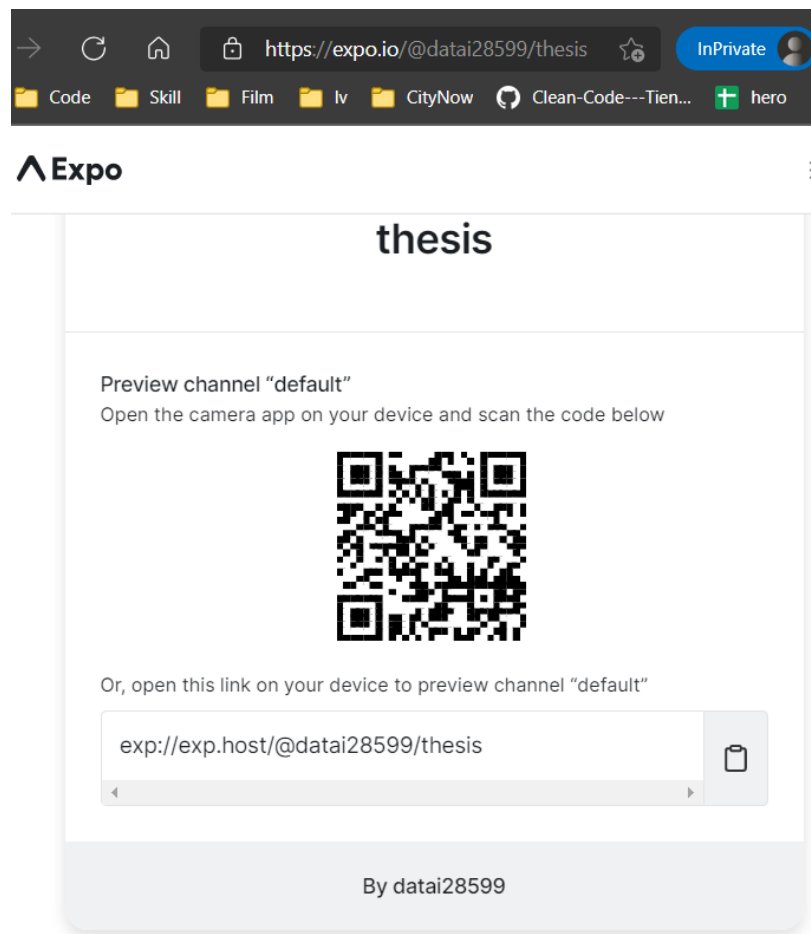 https://expo.io/@datai28599/thesis InPrivate
Code Skill Film lv CityNow Clean-Code---Tien... hero
Expo
thesis
Preview channel “default”
Open the camera app on your device and scan the code below
Or, open this link on your device to preview channel “default”
exp://exp.host/@datai28599/thesis
By datai28599